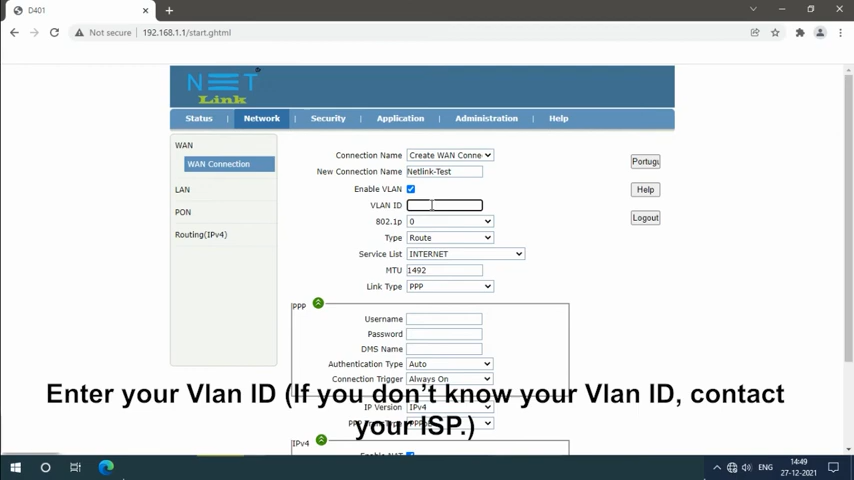 D401
Not secure
192.168.1.1/start.ghtml
NET
Link
Status
Network
Security
Application
Administration
Help
WAN
WAN Connection
LAN
PON
Routing(IPv4)
Connection Name
Create WAN Conne
New Connection Name
Netlink-Test
Enable VLAN
VLAN ID
802.1p
0
Type
Route
Service List
INTERNET
MTU
1492
Link Type
PPP
Portugu
Help
Logout
PPP
Username
Password
DMS Name
Authentication Type
Auto
Connection Trigger
Always On
Enter your Vlan ID (If you don't know your Vlan ID, contact
your ISP.)
IP Version
IPv4
IPv4
ENG
14:49
27-12-2021